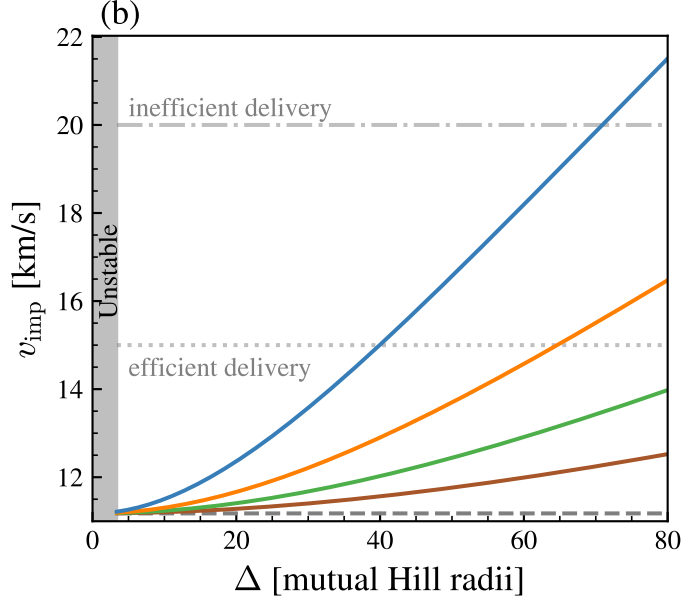 (b)
22
20
18
16
14
12
v_imp [km/s]
inefficient delivery
Unstable
efficient delivery
0
20
40
60
80
Δ [mutual Hill radii]